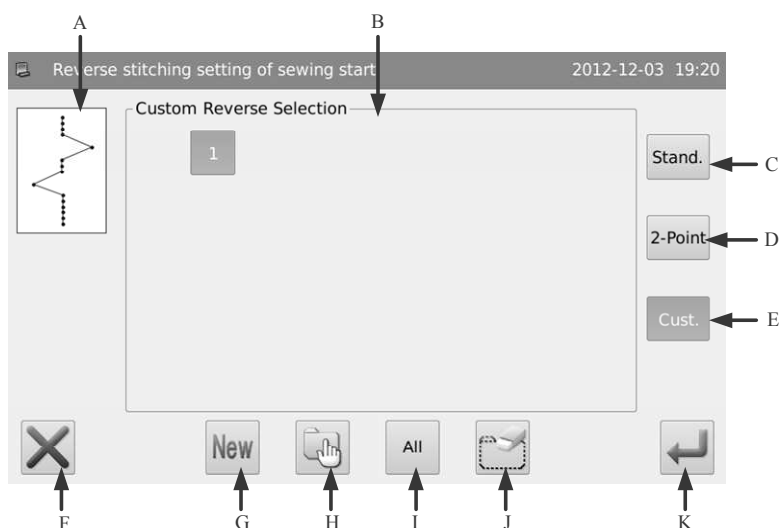 A B
Reverse stitching setting of sewing start 2012-12-03 19:20
Custom Reverse Selection
1
Stand. C
2-Point D
Cust. E
New All
F G H I J K